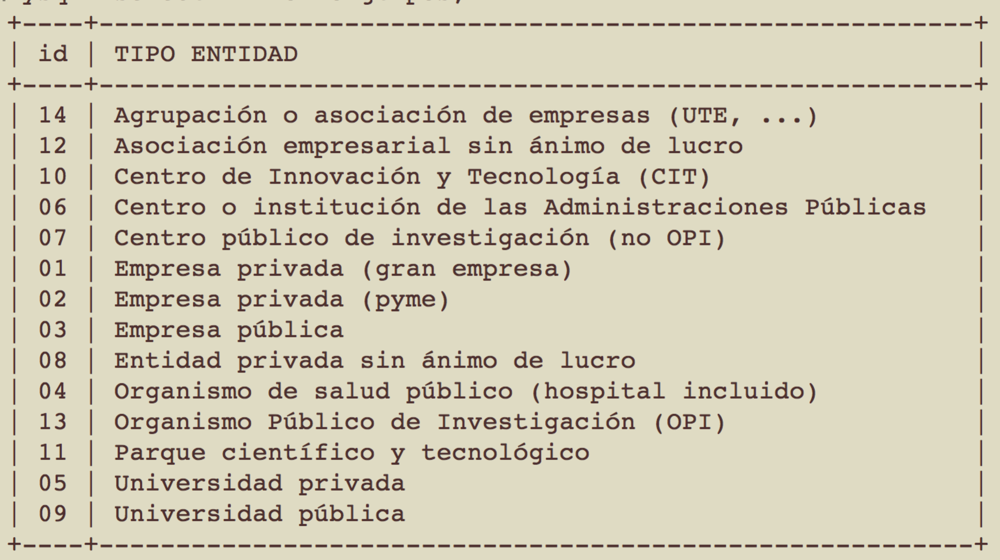 +----+---------------------------------------------------------+
| id | TIPO ENTIDAD |
+----+---------------------------------------------------------+
| 14 | Agrupación o asociación de empresas (UTE, ...) |
| 12 | Asociación empresarial sin ánimo de lucro |
| 10 | Centro de Innovación y Tecnología (CIT) |
| 06 | Centro o institución de las Administraciones Públicas |
| 07 | Centro público de investigación (no OPI) |
| 01 | Empresa privada (gran empresa) |
| 02 | Empresa privada (pyme) |
| 03 | Empresa pública |
| 08 | Entidad privada sin ánimo de lucro |
| 04 | Organismo de salud público (hospital incluido) |
| 13 | Organismo Público de Investigación (OPI) |
| 11 | Parque científico y tecnológico |
| 05 | Universidad privada |
| 09 | Universidad pública |
+----+---------------------------------------------------------+